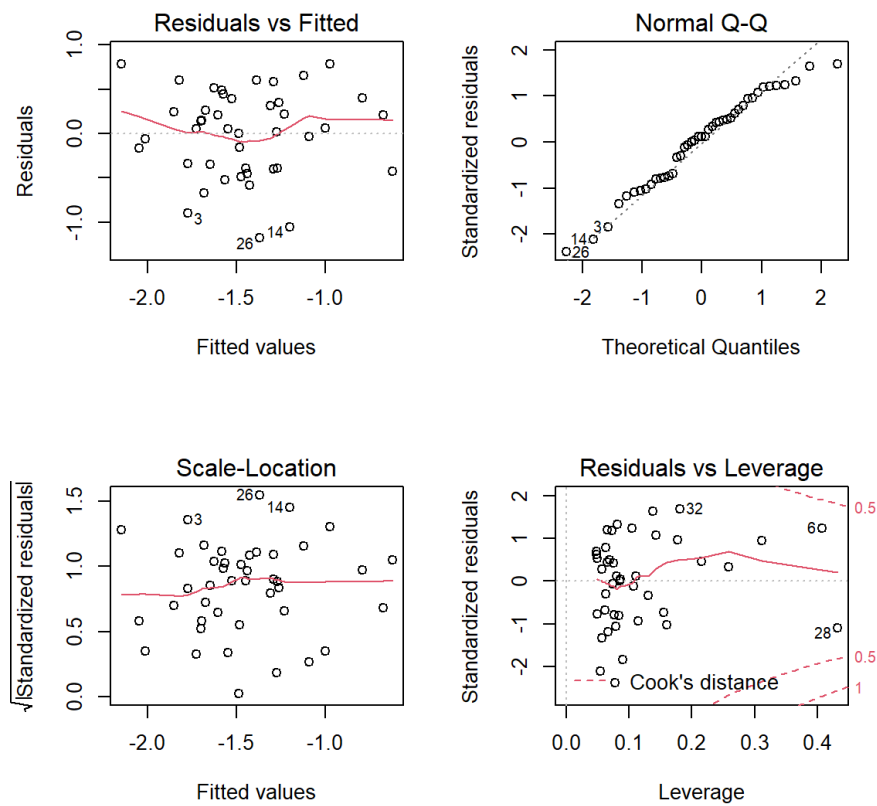 Residuals vs Fitted
Residuals
1.0
0.0
-1.0
3
26
14
-2.0 -1.5 -1.0
Fitted values
Normal Q-Q
Standardized residuals
2
1
0
-1
-2
3
14
26
-2 -1 0 1 2
Theoretical Quantiles
Scale-Location
√|Standardized residuals|
1.5
1.0
0.5
0.0
3
26
14
-2.0 -1.5 -1.0
Fitted values
Residuals vs Leverage
Standardized residuals
2
1
0
-1
-2
32
6
28
0.5
0.5
1
Cook's distance
0.0 0.1 0.2 0.3 0.4
Leverage